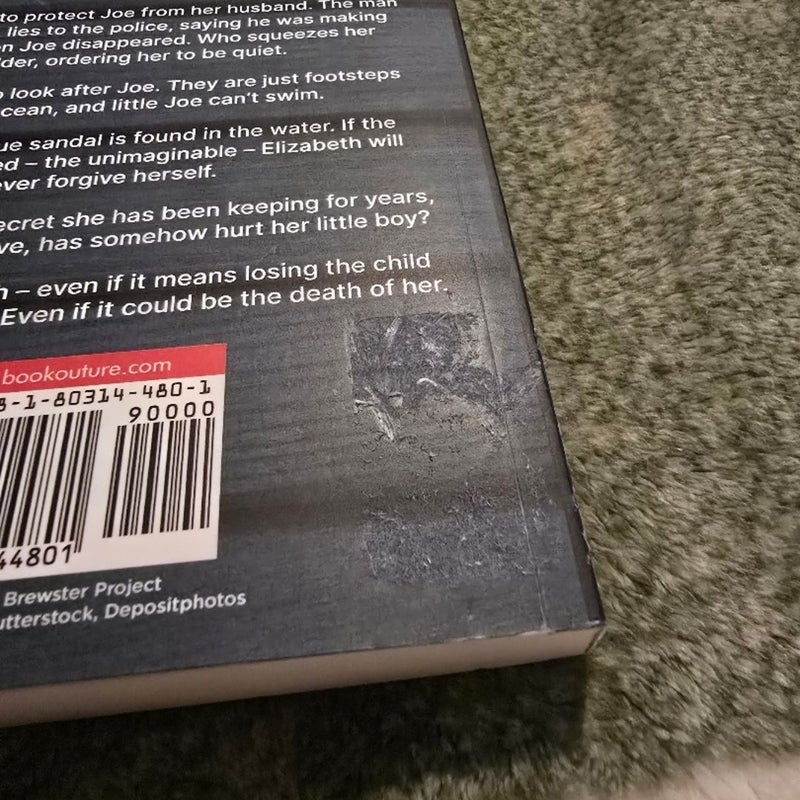 to protect Joe from her husband. The man
lies to the police, saying he was making
n Joe disappeared. Who squeezes her
lder, ordering her to be quiet.
o look after Joe. They are just footsteps
cean, and little Joe can't swim.
ue sandal is found in the water. If the
ed – the unimaginable – Elizabeth will
ever forgive herself.
ecret she has been keeping for years,
ve, has somehow hurt her little boy?
h – even if it means losing the child
Even if it could be the death of her.
bookouture.com
8-1-80314-480-1
90000
44801
Brewster Project
utterstock, Depositphotos